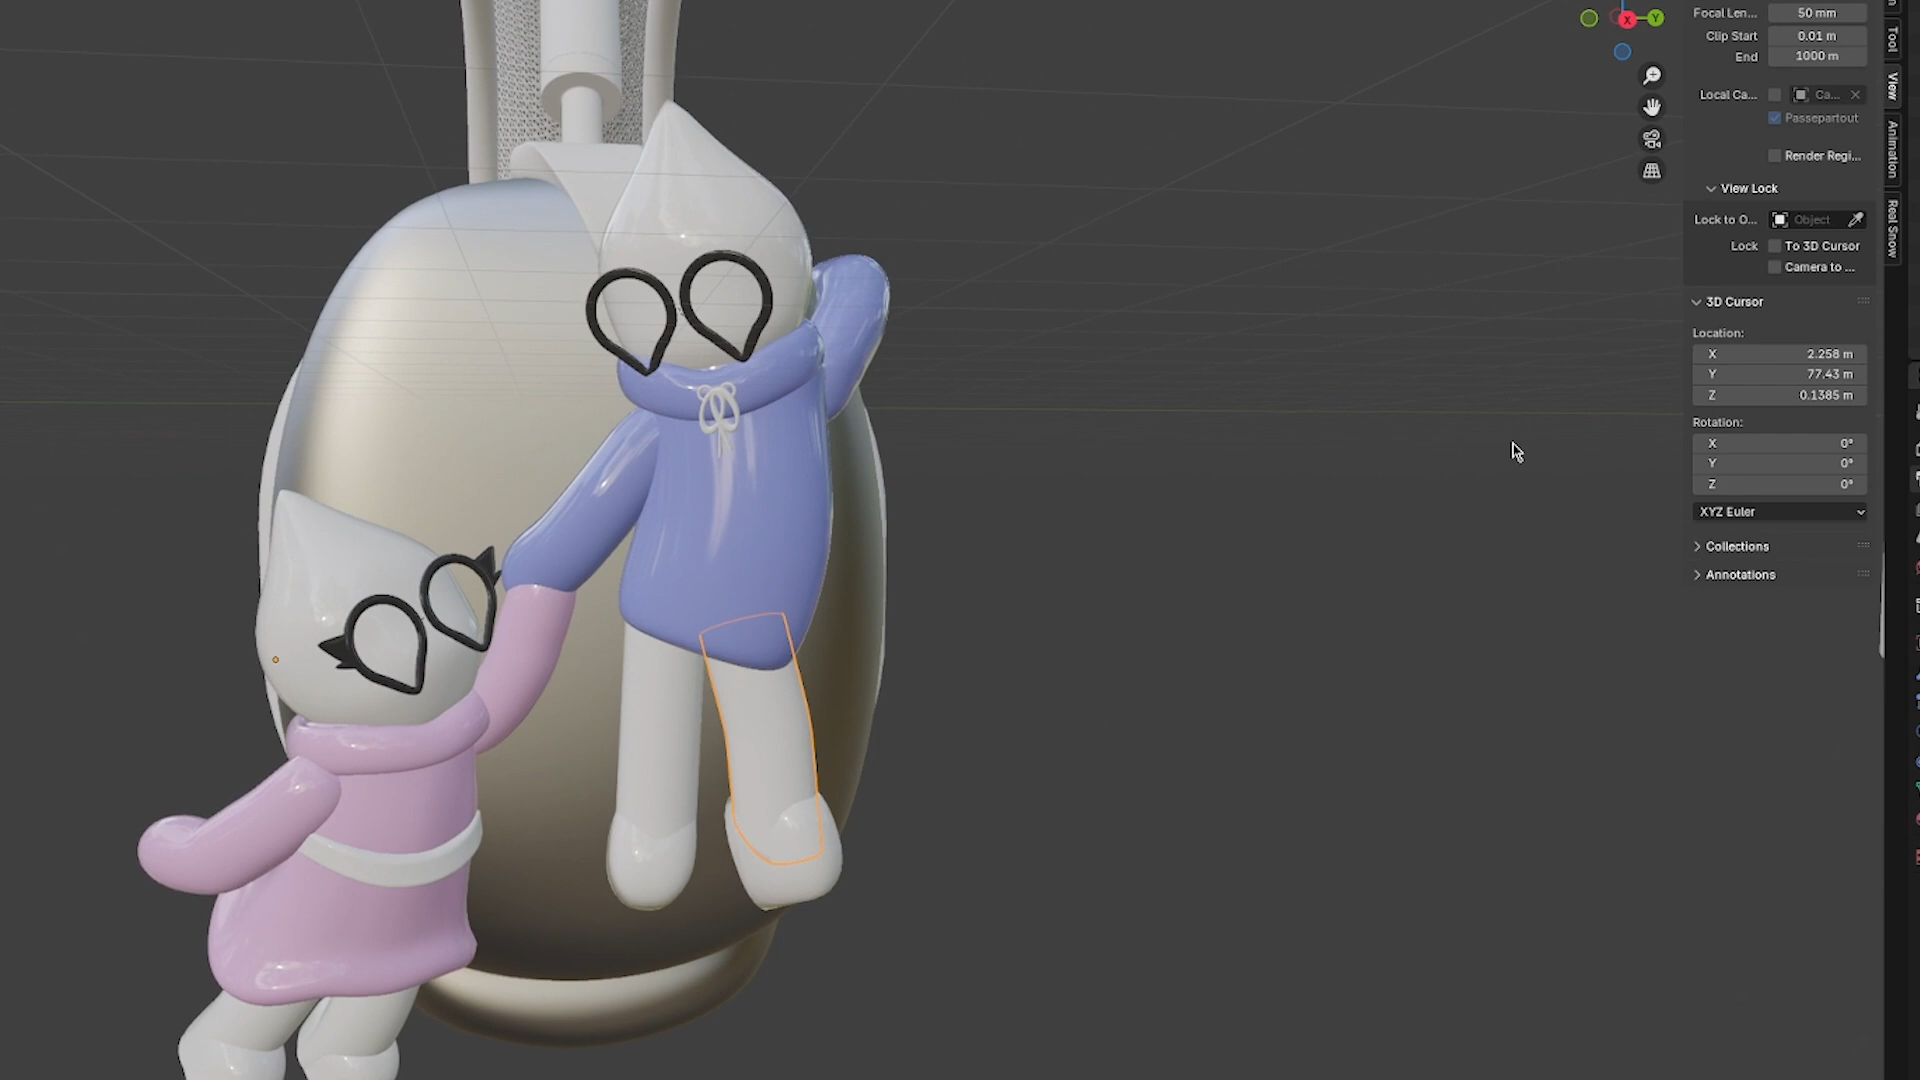 Focal Len... 50 mm
Clip Start 0.01 m
End 1000 m
Local Ca... Ca...
Passepartout
Render Regi...
View Lock
Lock to O... Object
Lock To 3D Cursor
Camera to ...
3D Cursor
Location:
X 2.258 m
Y 77.43 m
Z 0.1385 m
Rotation:
X 0°
Y 0°
Z 0°
XYZ Euler
Collections
Annotations
Tool
View
Animation
Real Snow
X
Y